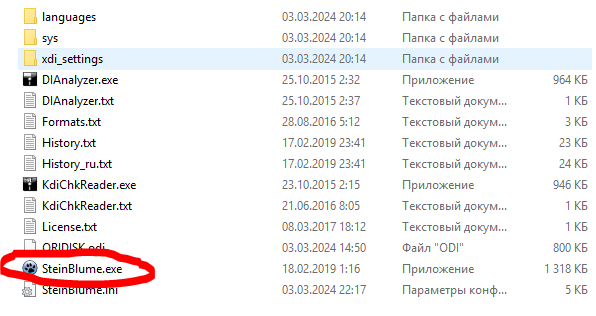 languages 03.03.2024 20:14 Папка с файлами
sys 03.03.2024 20:14 Папка с файлами
xdi_settings 03.03.2024 20:14 Папка с файлами
DIAnalyzer.exe 25.10.2015 2:32 Приложение 964 КБ
DIAnalyzer.txt 25.10.2015 2:37 Текстовый докум... 1 КБ
Formats.txt 28.08.2016 5:12 Текстовый докум... 3 КБ
History.txt 17.02.2019 23:41 Текстовый докум... 23 КБ
History_ru.txt 17.02.2019 23:41 Текстовый докум... 24 КБ
KdiChkReader.exe 23.10.2015 2:15 Приложение 946 КБ
KdiChkReader.txt 21.06.2016 8:05 Текстовый докум... 1 КБ
License.txt 08.03.2017 18:12 Текстовый докум... 1 КБ
ORIDISK.odi 03.03.2024 14:50 Файл "ODI" 800 КБ
SteinBlume.exe 18.02.2019 1:16 Приложение 1 318 КБ
SteinBlume.ini 03.03.2024 22:17 Параметры конф... 5 КБ